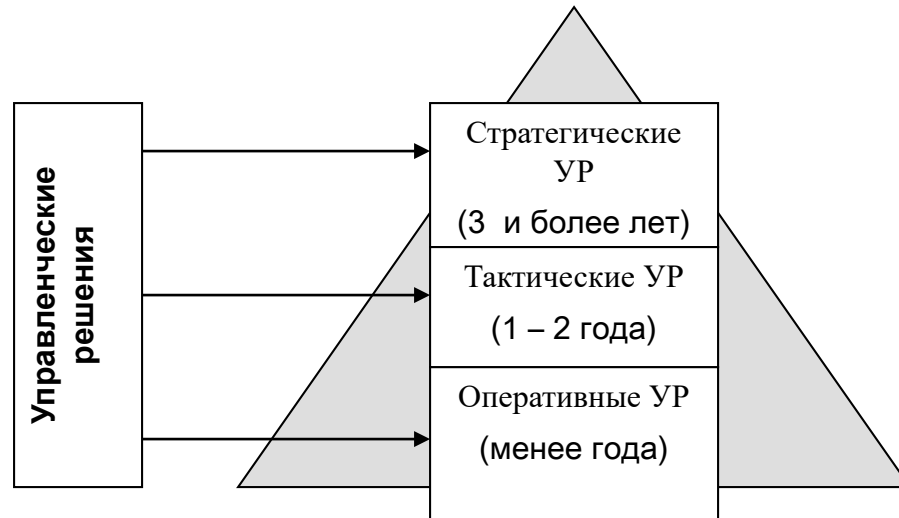 Управленческие
решения
Стратегические
УР
(3 и более лет)
Тактические УР
(1 – 2 года)
Оперативные УР
(менее года)